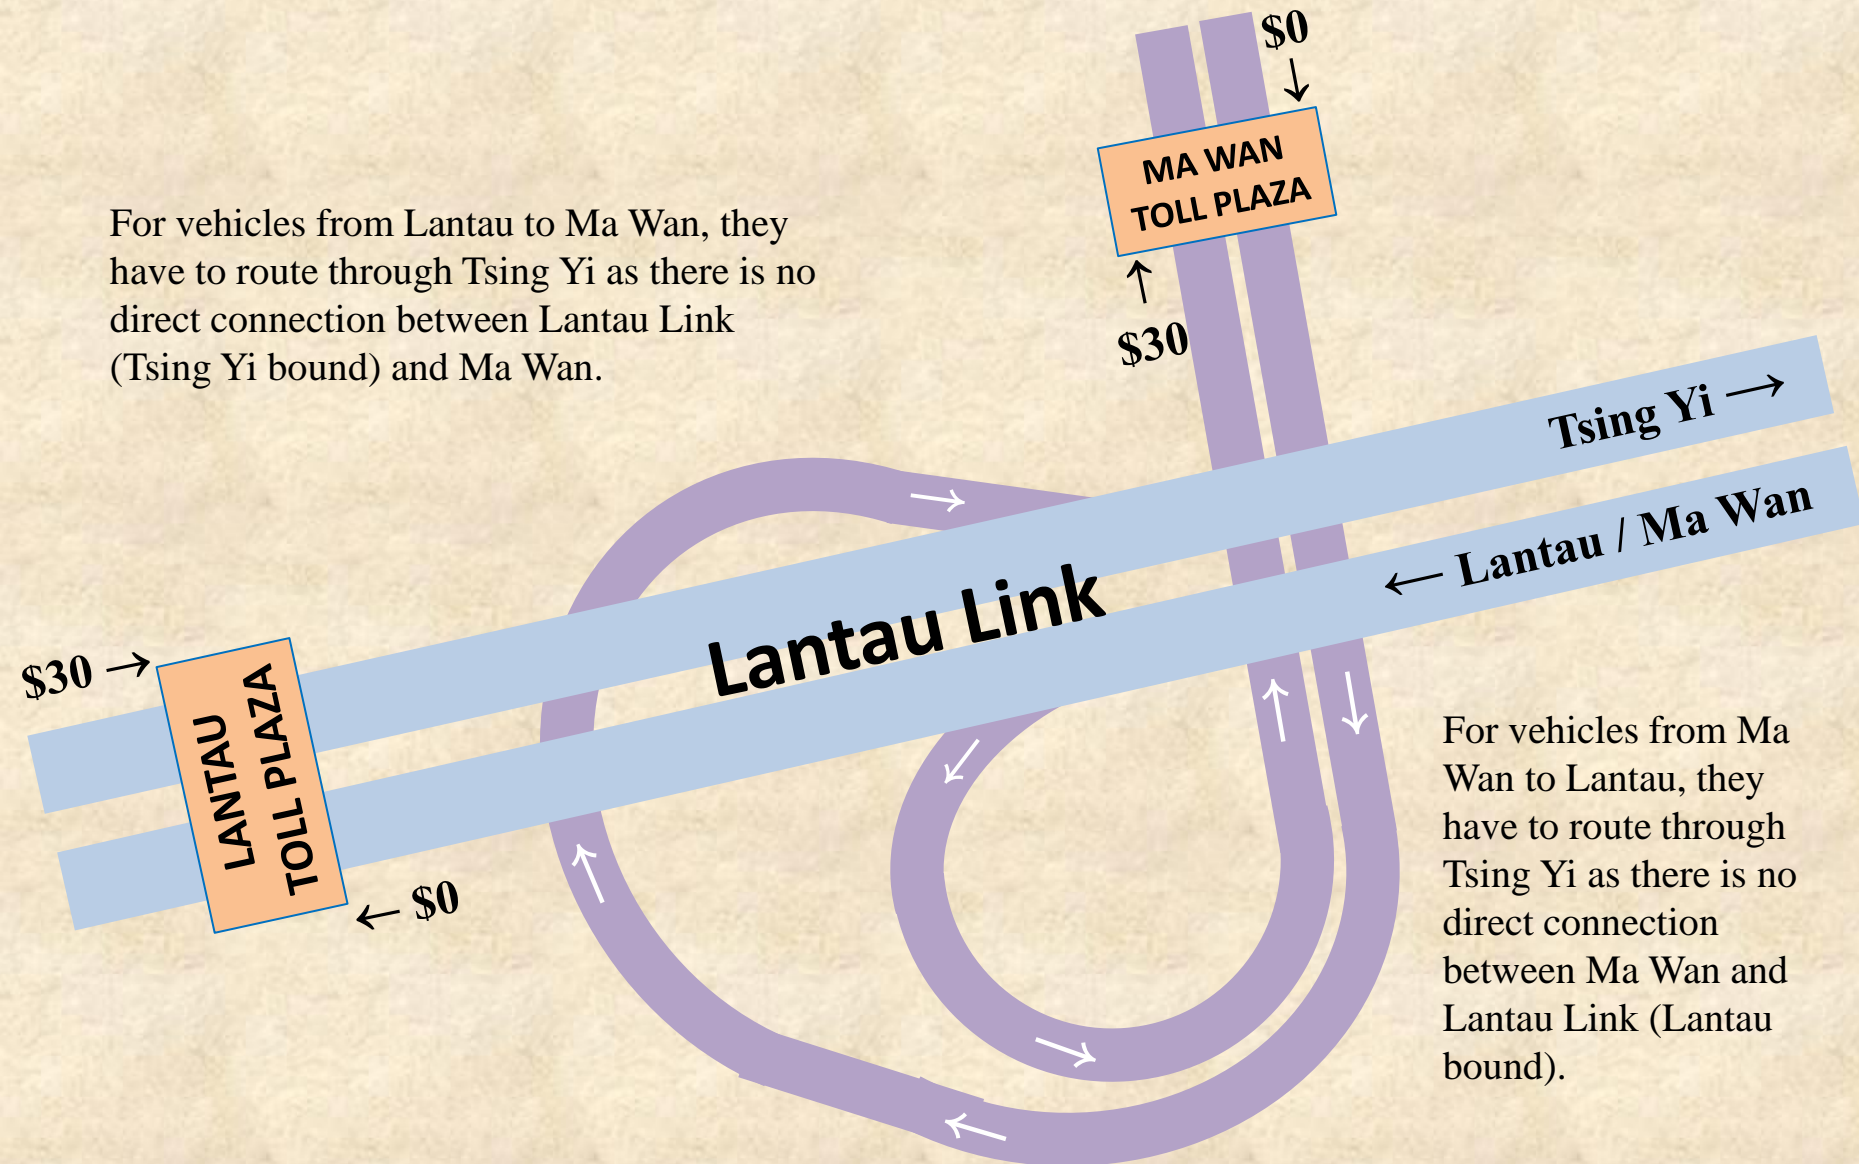 $0
↓
MA WAN
TOLL PLAZA
↑
$30
For vehicles from Lantau to Ma Wan, they
have to route through Tsing Yi as there is no
direct connection between Lantau Link
(Tsing Yi bound) and Ma Wan.
Tsing Yi →
← Lantau / Ma Wan
Lantau Link
$30 →
LANTAU
TOLL PLAZA
← $0
For vehicles from Ma
Wan to Lantau, they
have to route through
Tsing Yi as there is no
direct connection
between Ma Wan and
Lantau Link (Lantau
bound).